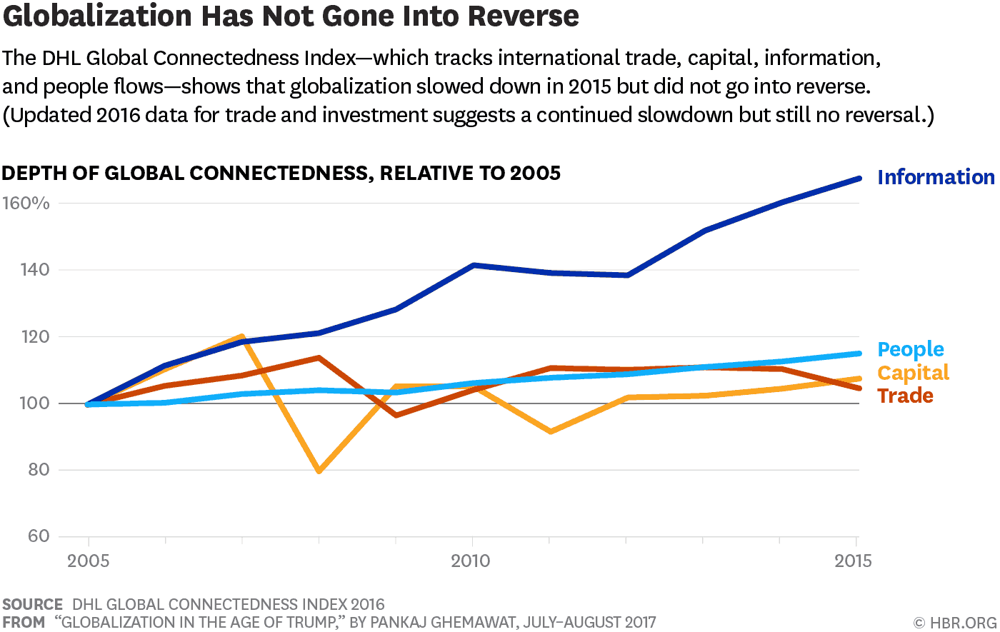 Globalization Has Not Gone Into Reverse
The DHL Global Connectedness Index—which tracks international trade, capital, information,
and people flows—shows that globalization slowed down in 2015 but did not go into reverse.
(Updated 2016 data for trade and investment suggests a continued slowdown but still no reversal.)
DEPTH OF GLOBAL CONNECTEDNESS, RELATIVE TO 2005
Information
160%
140
120
People
Capital
Trade
100
80
60
2005
2010
2015
SOURCE DHL GLOBAL CONNECTEDNESS INDEX 2016
FROM “GLOBALIZATION IN THE AGE OF TRUMP,” BY PANKAJ GHEMAWAT, JULY–AUGUST 2017
© HBR.ORG